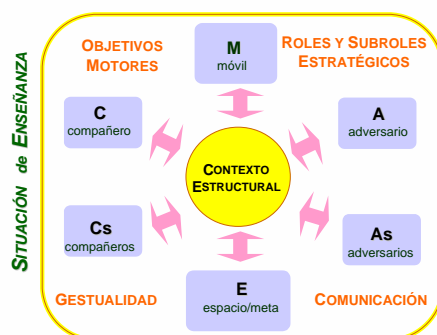 SITUACIÓN de ENSEÑANZA
OBJETIVOS
MOTORES
M
móvil
ROLES Y SUBROLES
ESTRATÉGICOS
C
compañero
A
adversario
CONTEXTO
ESTRUCTURAL
Cs
compañeros
As
adversarios
GESTUALIDAD
E
espacio/meta
COMUNICACIÓN